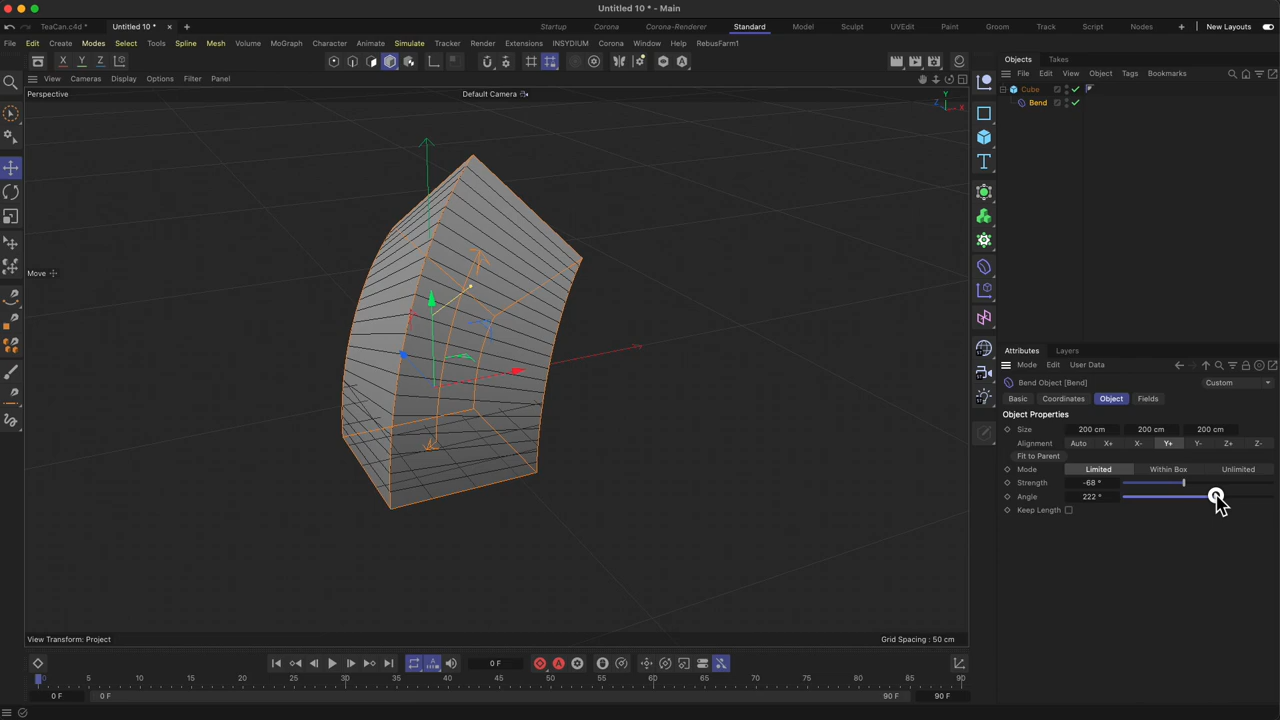 Untitled 10 * - Main
TeaCan.c4d * Untitled 10 * Startup Corona Corona-Renderer Standard Model Sculpt UVEdit Paint Groom Track Script Nodes New Layouts
File Edit Create Modes Select Tools Spline Mesh Volume MoGraph Character Animate Simulate Tracker Render Extensions INSYDIUM Corona Window Help RebusFarm1
X Y Z
Objects Takes
File Edit View Object Tags Bookmarks
View Cameras Display Options Filter Panel
Perspective
Default Camera
Y
Z X
Cube
Bend
Move
Attributes Layers
Mode Edit User Data
Bend Object [Bend] Custom
Basic Coordinates Object Fields
Object Properties
Size 200 cm 200 cm 200 cm
Alignment Auto X+ X- Y+ Y- Z+ Z-
Fit to Parent
Mode Limited Within Box Unlimited
Strength -68 °
Angle 222 °
Keep Length
View Transform: Project
Grid Spacing : 50 cm
0 F
0 5 10 15 20 25 30 35 40 45 50 55 60 65 70 75 80 85 90
0 F 0 F 90 F 90 F